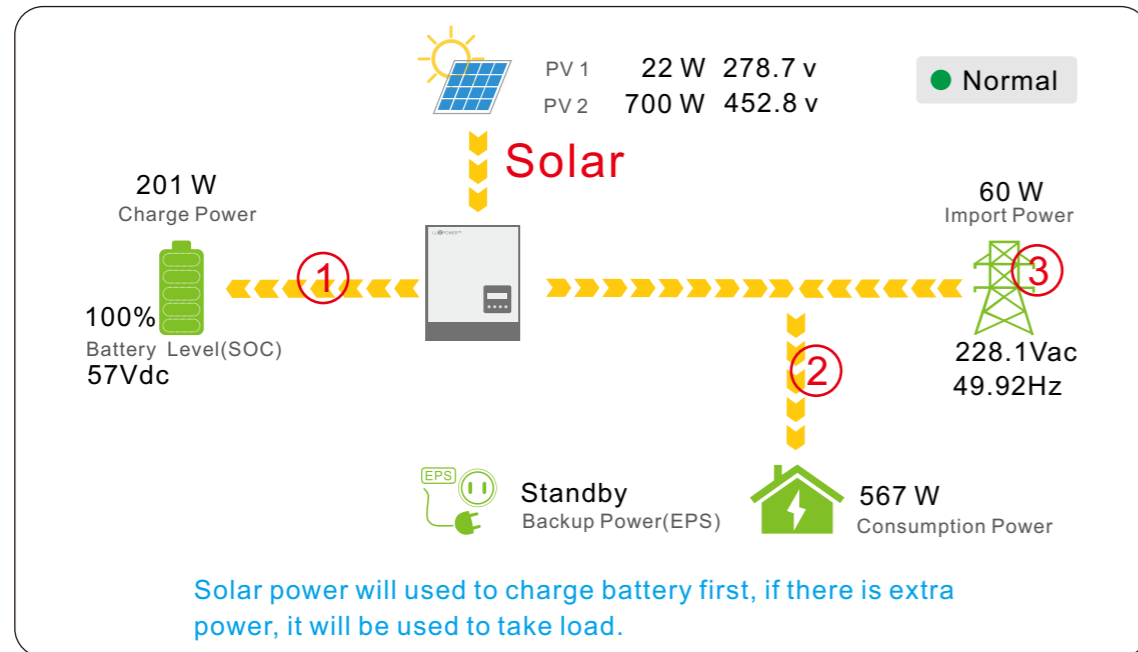 PV 1 22 W 278.7 v
PV 2 700 W 452.8 v
Normal
Solar
201 W
Charge Power
60 W
Import Power
1
3
100%
Battery Level(SOC)
57Vdc
228.1Vac
49.92Hz
2
EPS
Standby
Backup Power(EPS)
567 W
Consumption Power
Solar power will used to charge battery first, if there is extra
power, it will be used to take load.